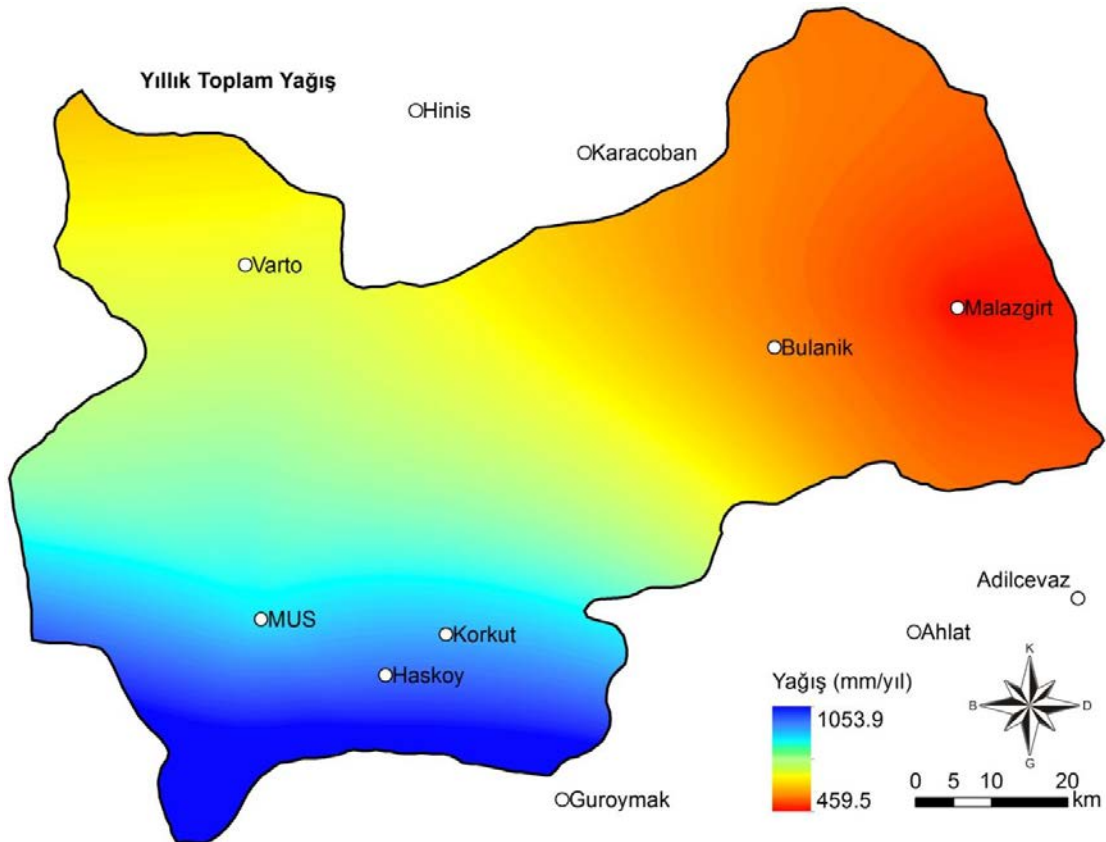 Yıllık Toplam Yağış
Hinis
Karacoban
Varto
Malazgirt
Bulanik
Adilcevaz
MUS
Korkut
Ahlat
Haskoy
K
B
D
G
Yağış (mm/yıl)
1053.9
459.5
Guroymak
0 5 10 20
km